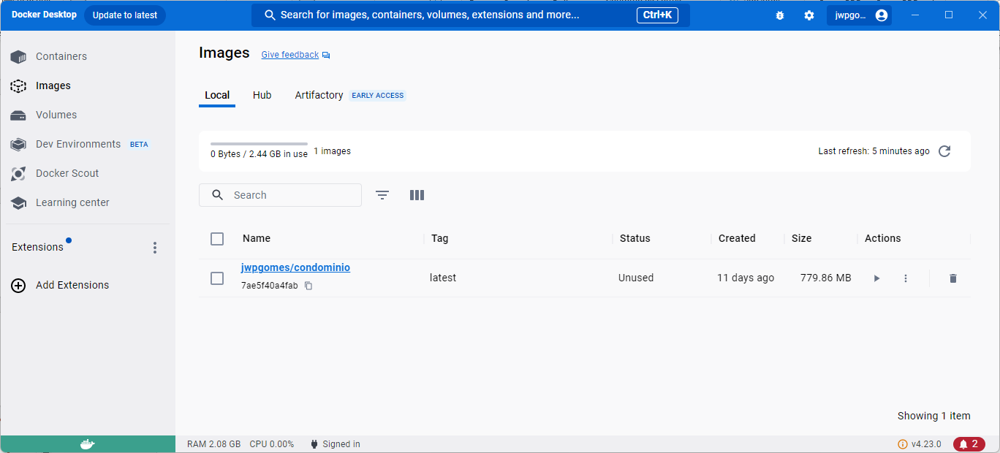 Docker Desktop Update to latest Search for images, containers, volumes, extensions and more... Ctrl+K jwpgo...
Containers
Images
Volumes
Dev Environments BETA
Docker Scout
Learning center
Extensions
Add Extensions
Images Give feedback
Local Hub Artifactory EARLY ACCESS
0 Bytes / 2.44 GB in use 1 images Last refresh: 5 minutes ago
Search
Name Tag Status Created Size Actions
jwpgomes/condominio
7ae5f40a4fab
latest Unused 11 days ago 779.86 MB
Showing 1 item
RAM 2.08 GB CPU 0.00% Signed in v4.23.0 2